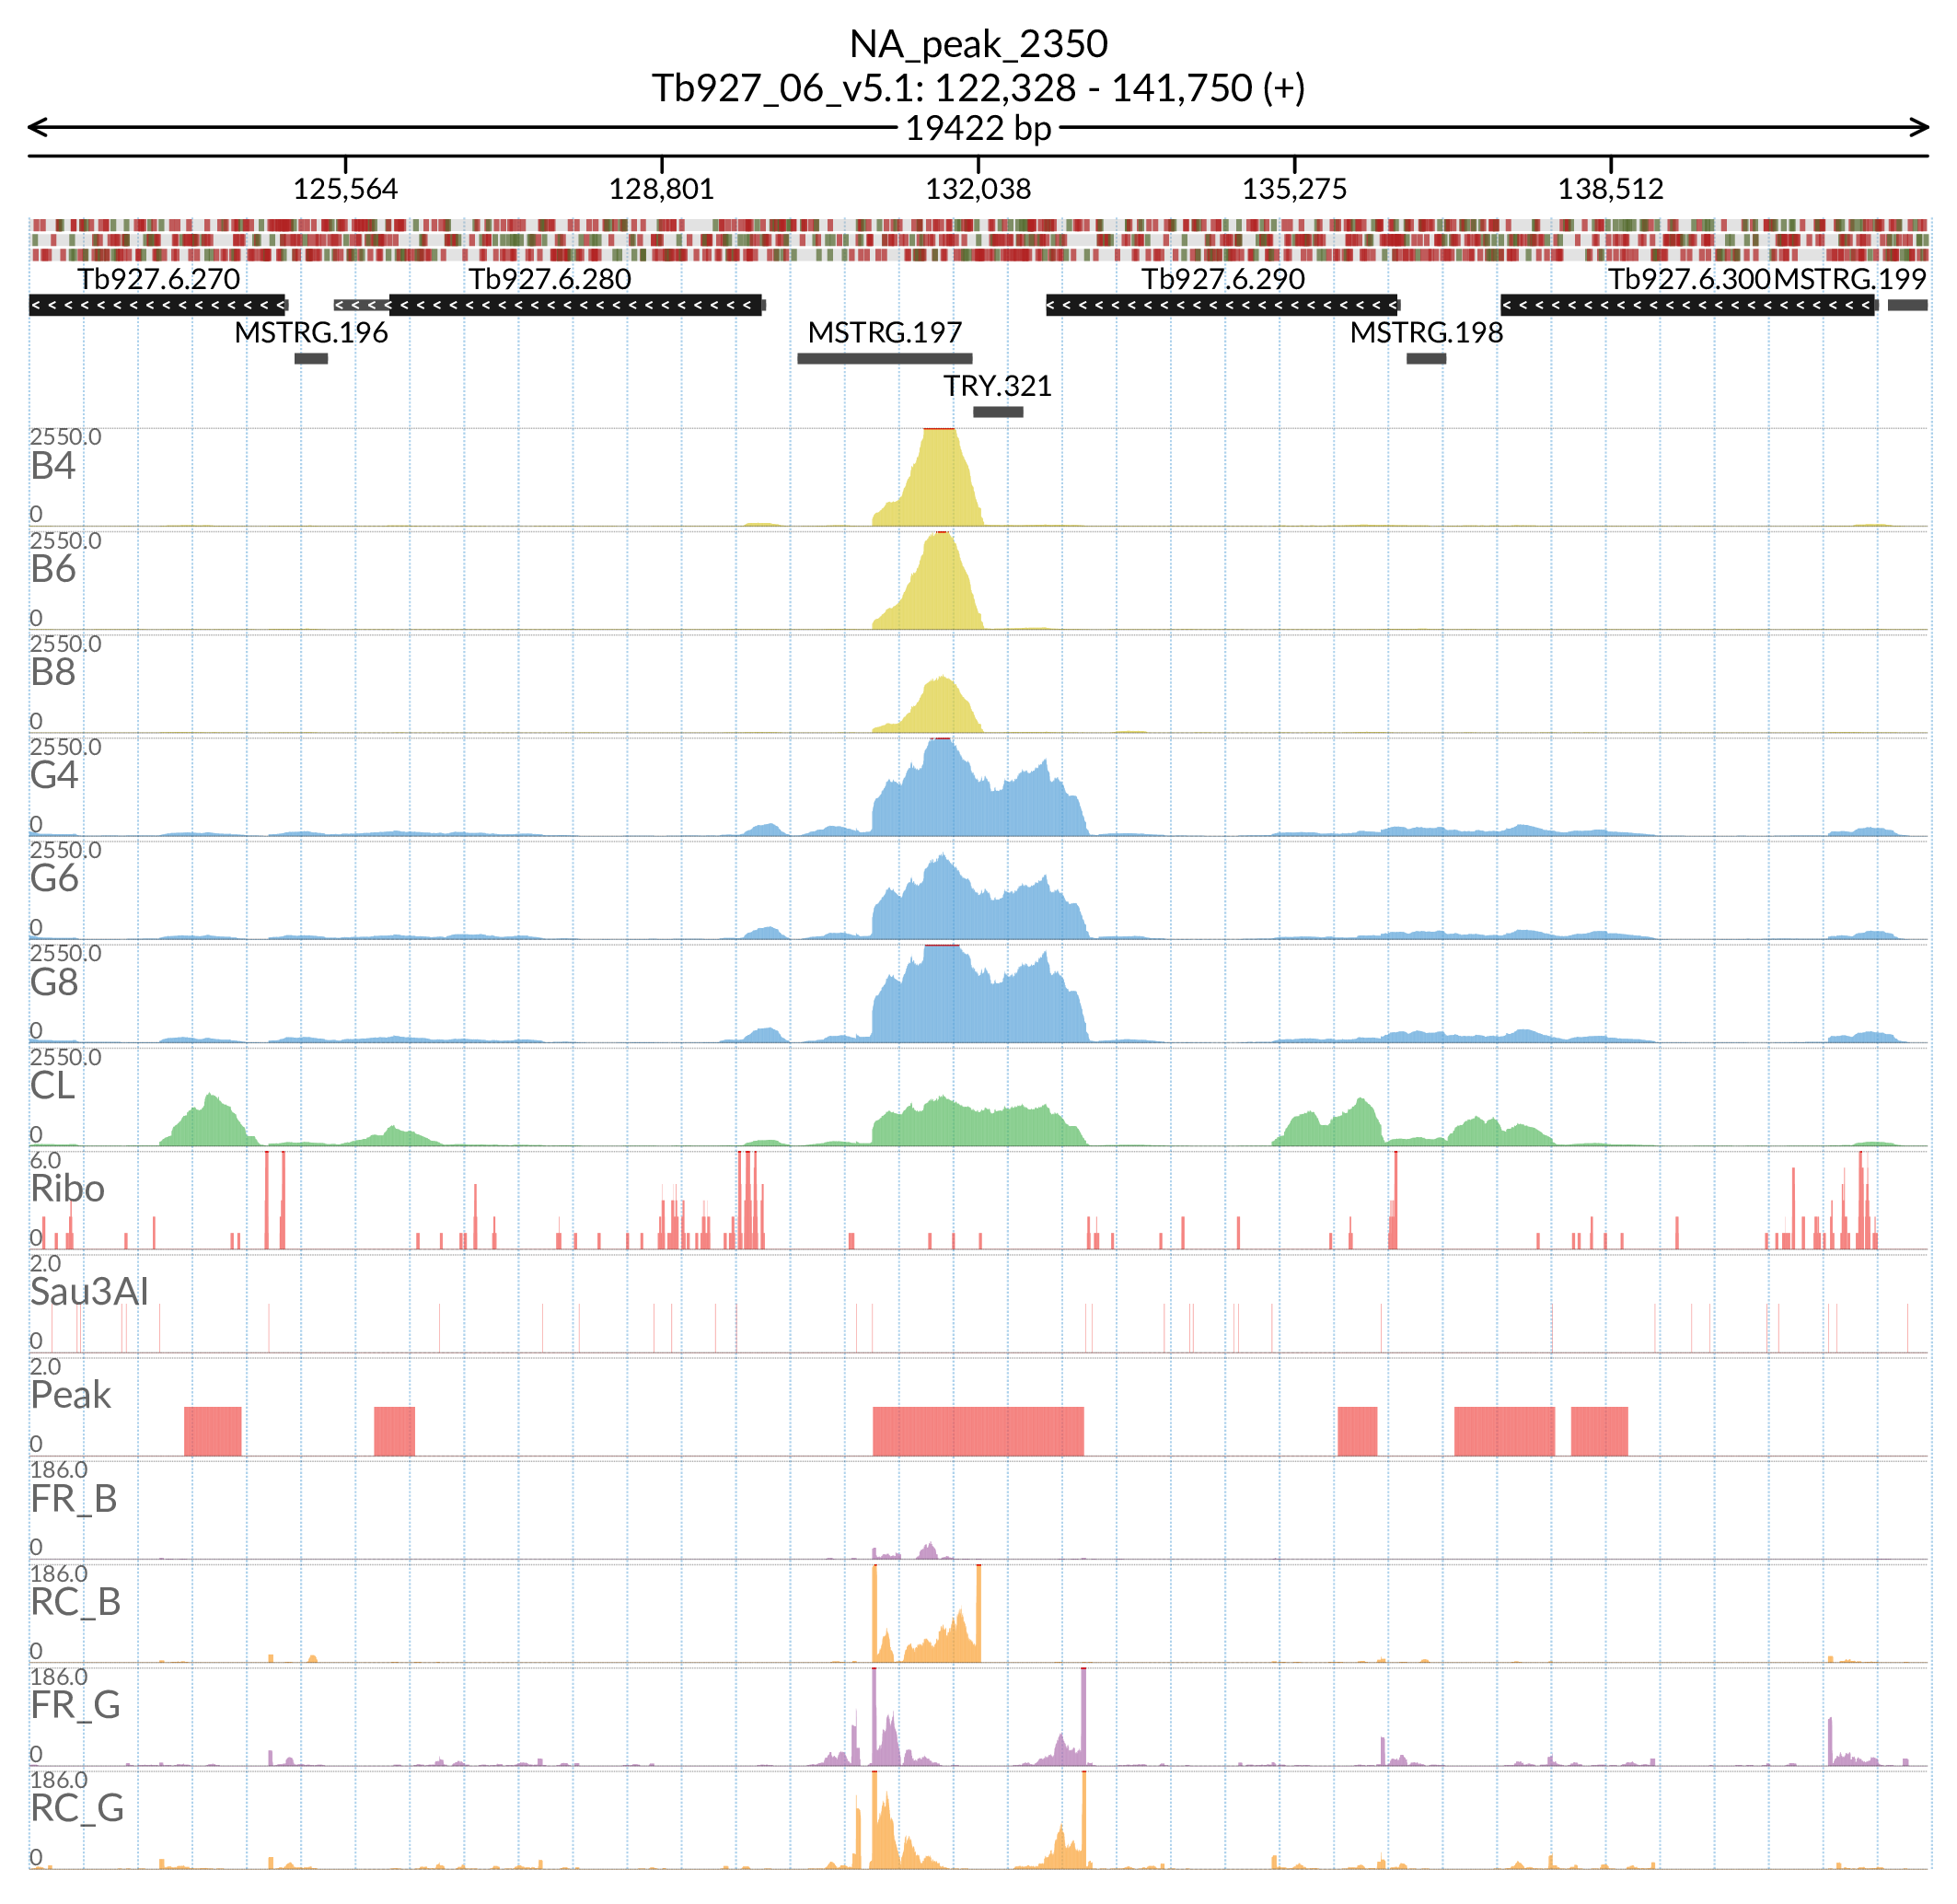 NA_peak_2350
Tb927_06_v5.1: 122,328 - 141,750 (+)
19422 bp
125,564 128,801 132,038 135,275 138,512
Tb927.6.270 Tb927.6.280 Tb927.6.290 Tb927.6.300 MSTRG.199
MSTRG.196 MSTRG.197 MSTRG.198
TRY.321
2550.0
B4
0
2550.0
B6
0
2550.0
B8
0
2550.0
G4
0
2550.0
G6
0
2550.0
G8
0
2550.0
CL
0
6.0
Ribo
0
2.0
Sau3AI
0
2.0
Peak
0
186.0
FR_B
0
186.0
RC_B
0
186.0
FR_G
0
186.0
RC_G
0